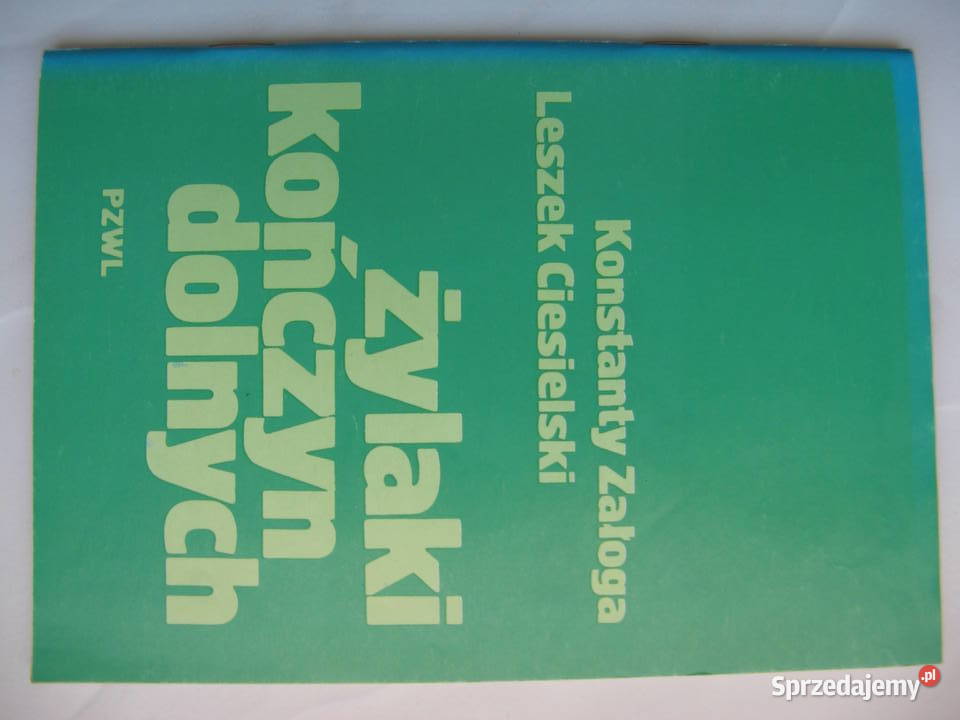 Konstanty Załoga
Leszek Ciesielski
żylaki
kończyn
dolnych
PZWL
Sprzedajemy.pl